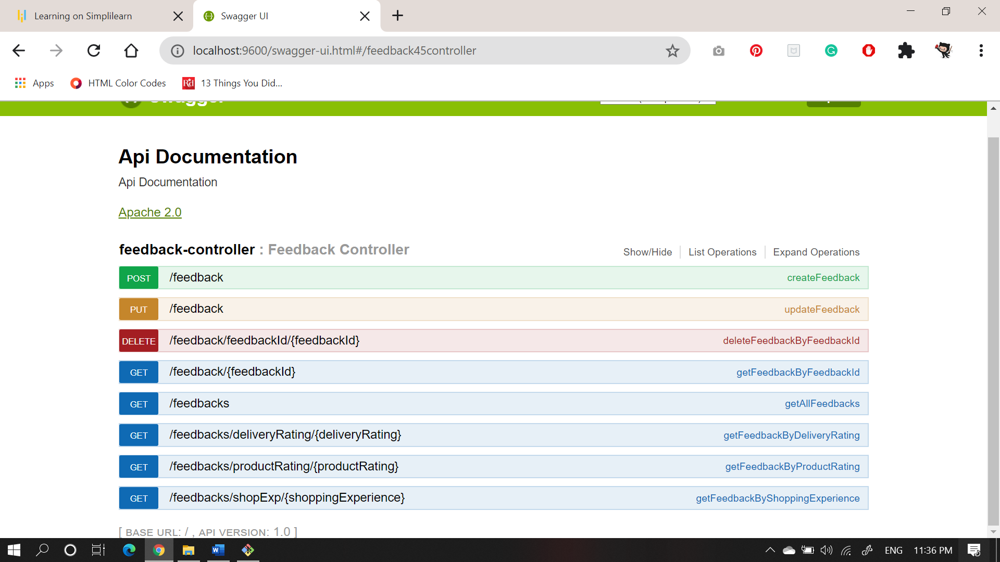 Learning on Simplilearn
Swagger UI
localhost:9600/swagger-ui.html#/feedback45controller
Apps
HTML Color Codes
Rd
13 Things You Did...
Api Documentation
Api Documentation
Apache 2.0
feedback-controller : Feedback Controller
Show/Hide
List Operations
Expand Operations
POST /feedback createFeedback
PUT /feedback updateFeedback
DELETE /feedback/feedbackId/{feedbackId} deleteFeedbackByFeedbackId
GET /feedback/{feedbackId} getFeedbackByFeedbackId
GET /feedbacks getAllFeedbacks
GET /feedbacks/deliveryRating/{deliveryRating} getFeedbackByDeliveryRating
GET /feedbacks/productRating/{productRating} getFeedbackByProductRating
GET /feedbacks/shopExp/{shoppingExperience} getFeedbackByShoppingExperience
[ BASE URL: / , API VERSION: 1.0 ]
ENG
11:36 PM